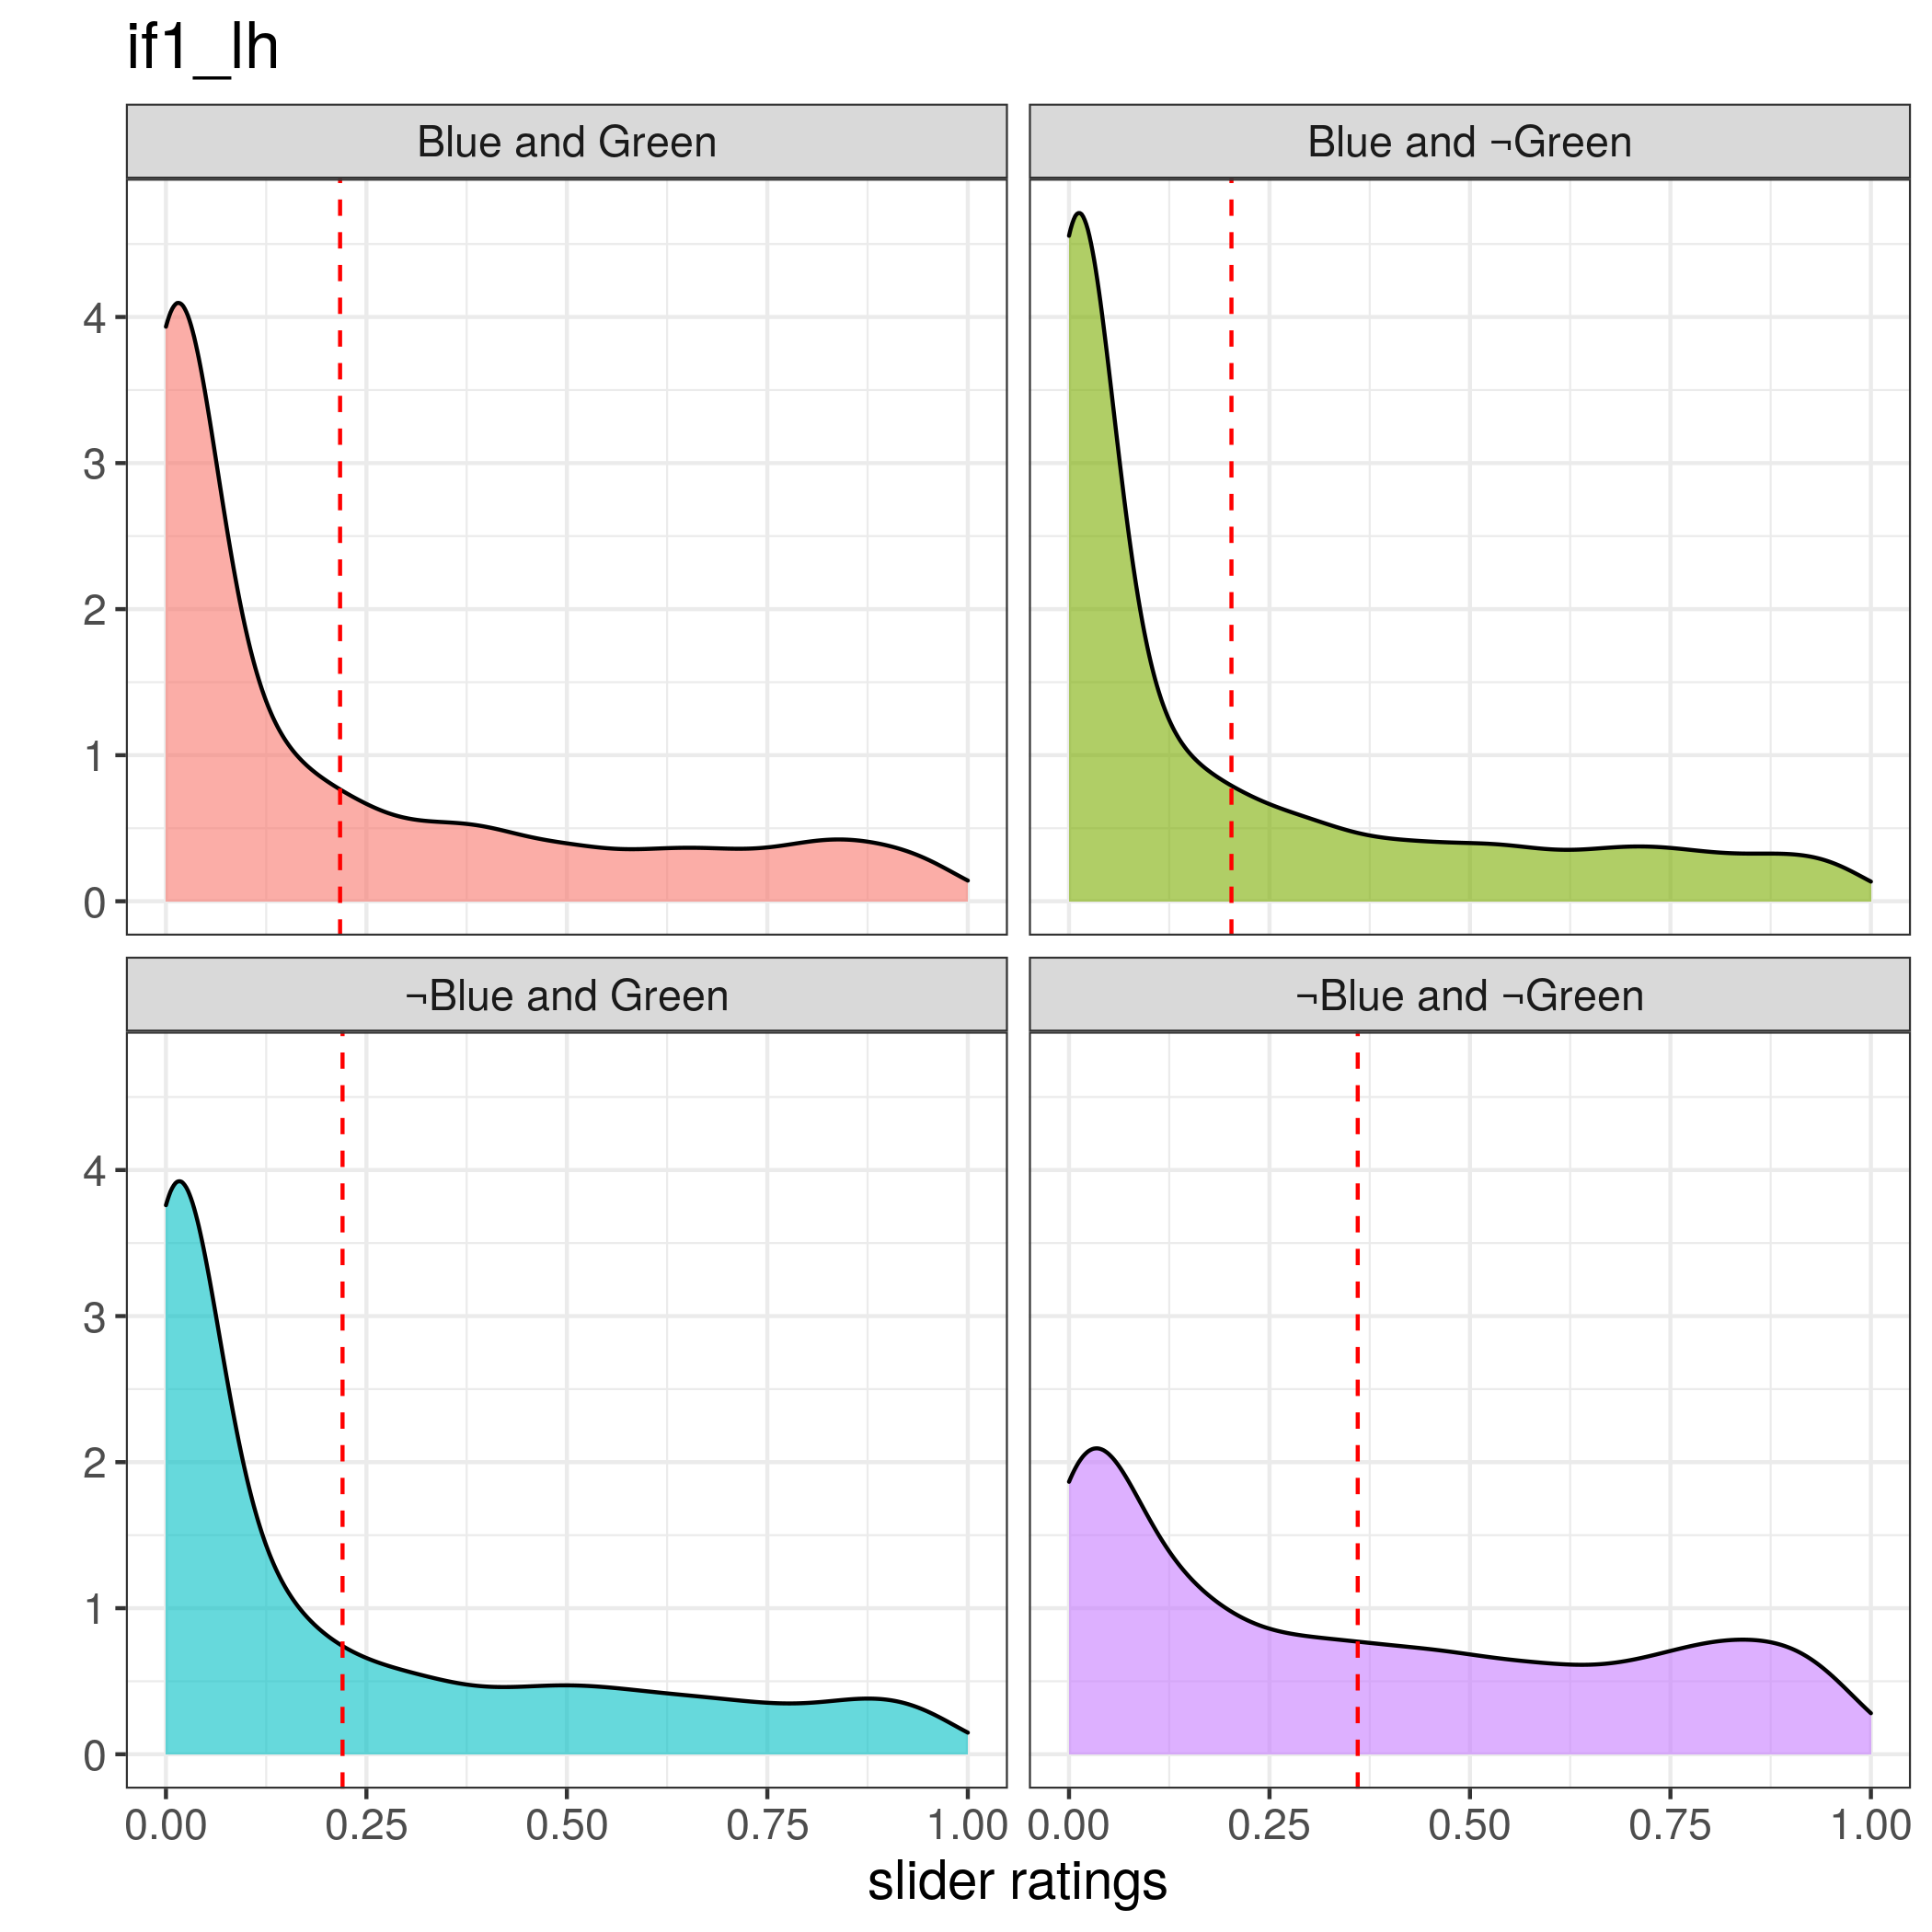 if1_lh
Blue and Green
Blue and ¬Green
4
3
2
1
0
¬Blue and Green
¬Blue and ¬Green
4
3
2
1
0
0.00 0.25 0.50 0.75 1.00 0.00 0.25 0.50 0.75 1.00
slider ratings